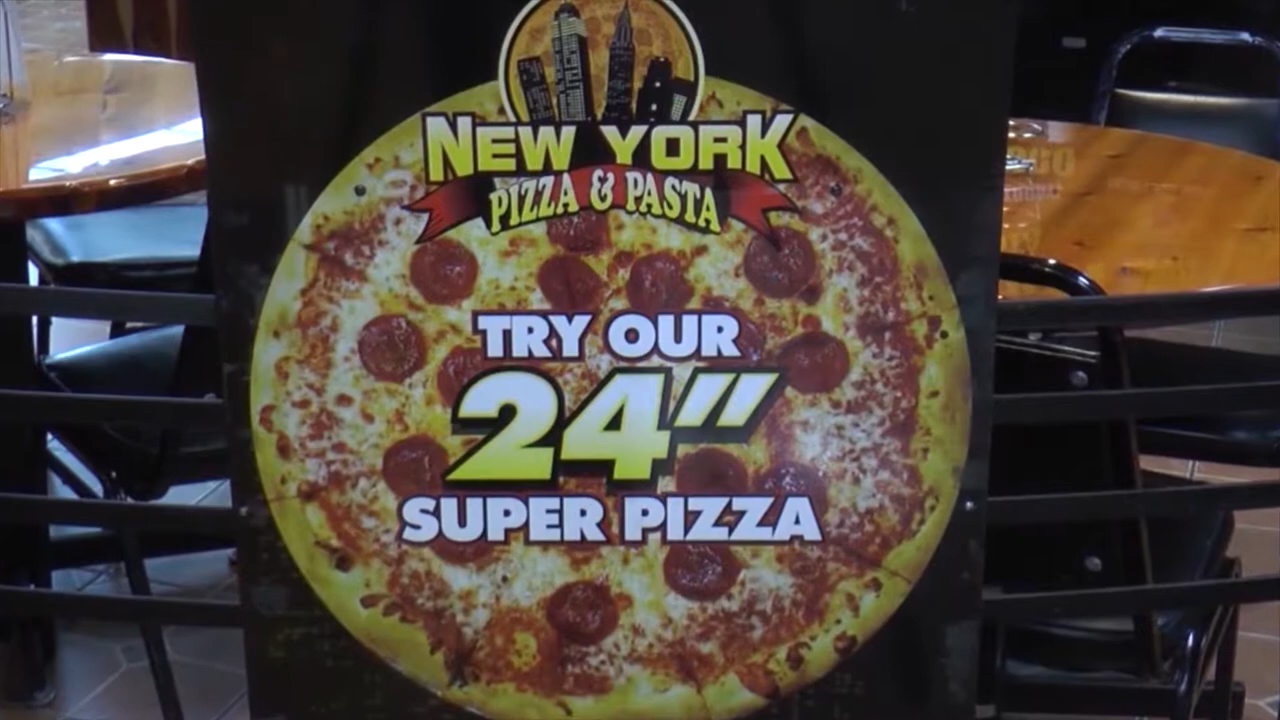 NEW YORK
PIZZA & PASTA
TRY OUR
24"
SUPER PIZZA